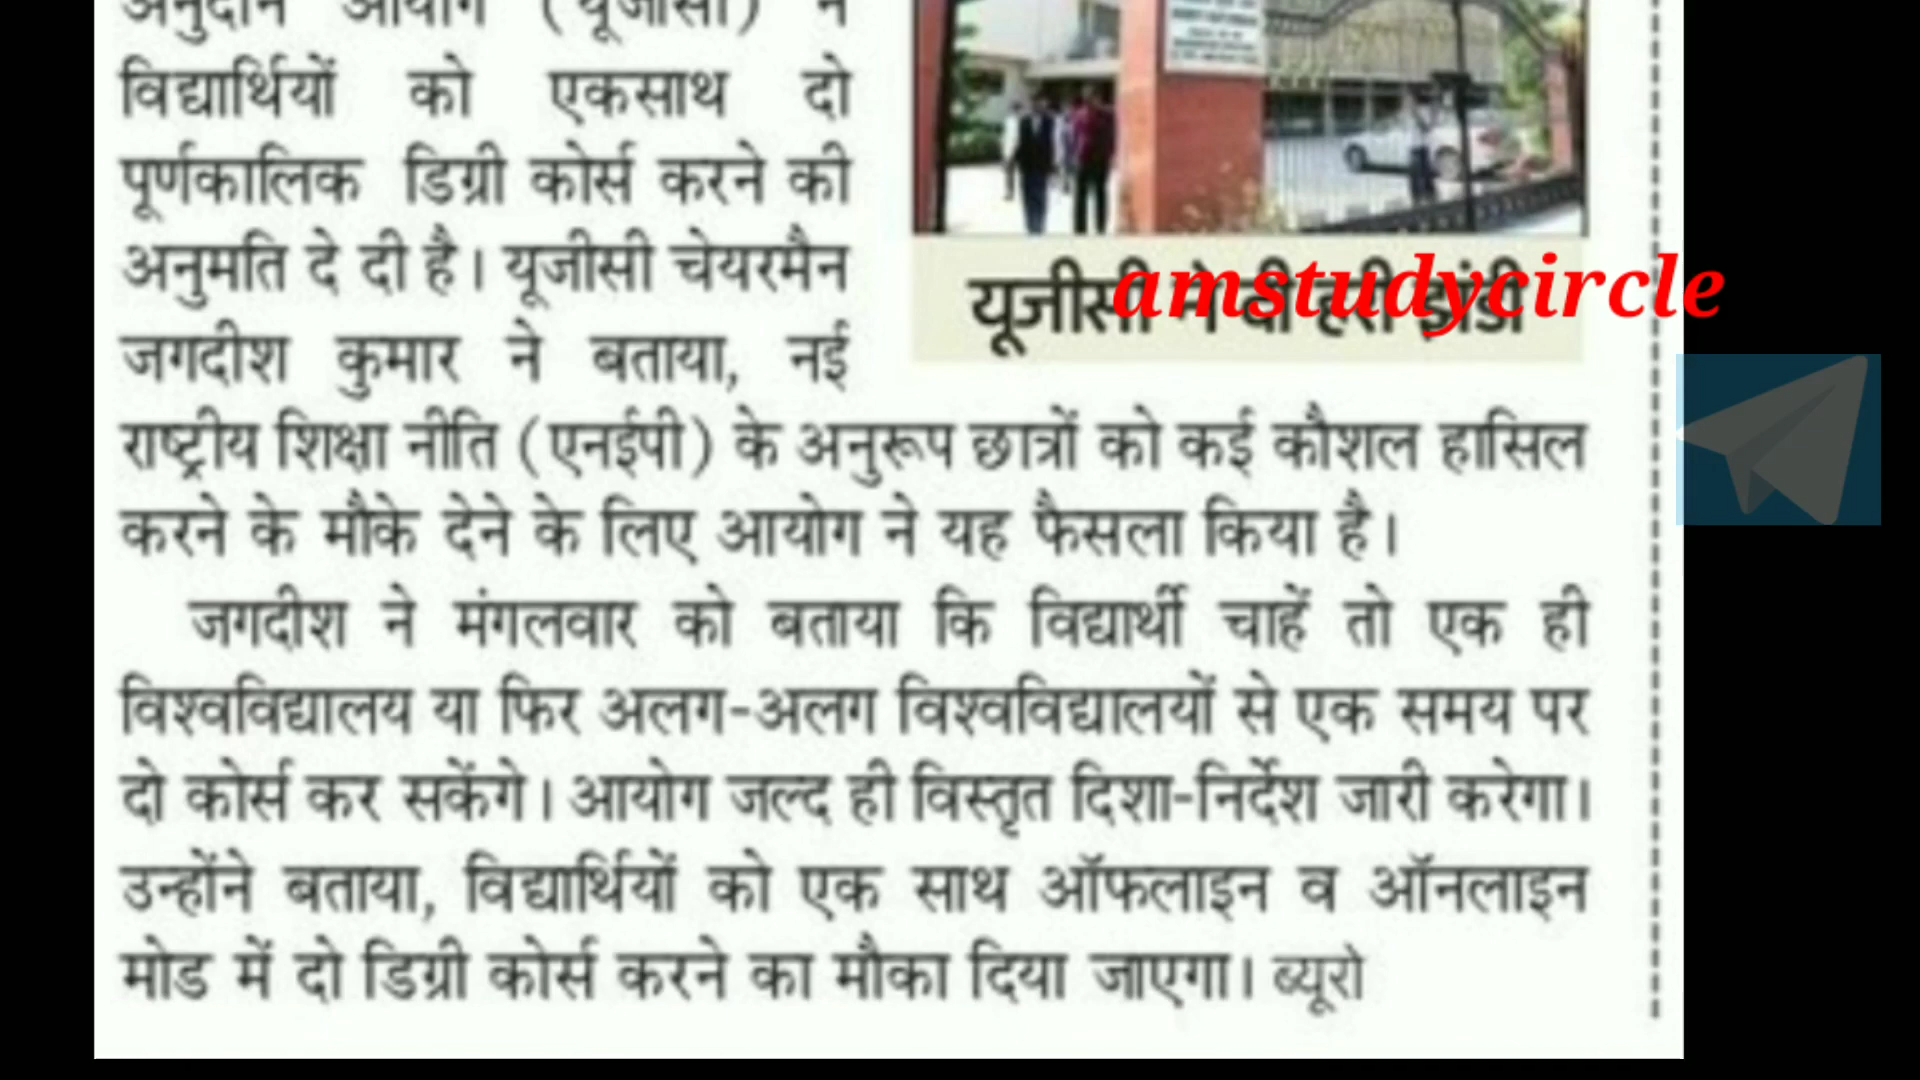 अनुदान आयोग (यूजीसी) ने
विद्यार्थियों को एकसाथ दो
पूर्णकालिक डिग्री कोर्स करने की
अनुमति दे दी है। यूजीसी चेयरमैन
जगदीश कुमार ने बताया, नई
यूजीसी ने दी हरी झंडी
amstudycircle
राष्ट्रीय शिक्षा नीति (एनईपी) के अनुरूप छात्रों को कई कौशल हासिल
करने के मौके देने के लिए आयोग ने यह फैसला किया है।
जगदीश ने मंगलवार को बताया कि विद्यार्थी चाहें तो एक ही
विश्वविद्यालय या फिर अलग-अलग विश्वविद्यालयों से एक समय पर
दो कोर्स कर सकेंगे। आयोग जल्द ही विस्तृत दिशा-निर्देश जारी करेगा।
उन्होंने बताया, विद्यार्थियों को एक साथ ऑफलाइन व ऑनलाइन
मोड में दो डिग्री कोर्स करने का मौका दिया जाएगा। ब्यूरो